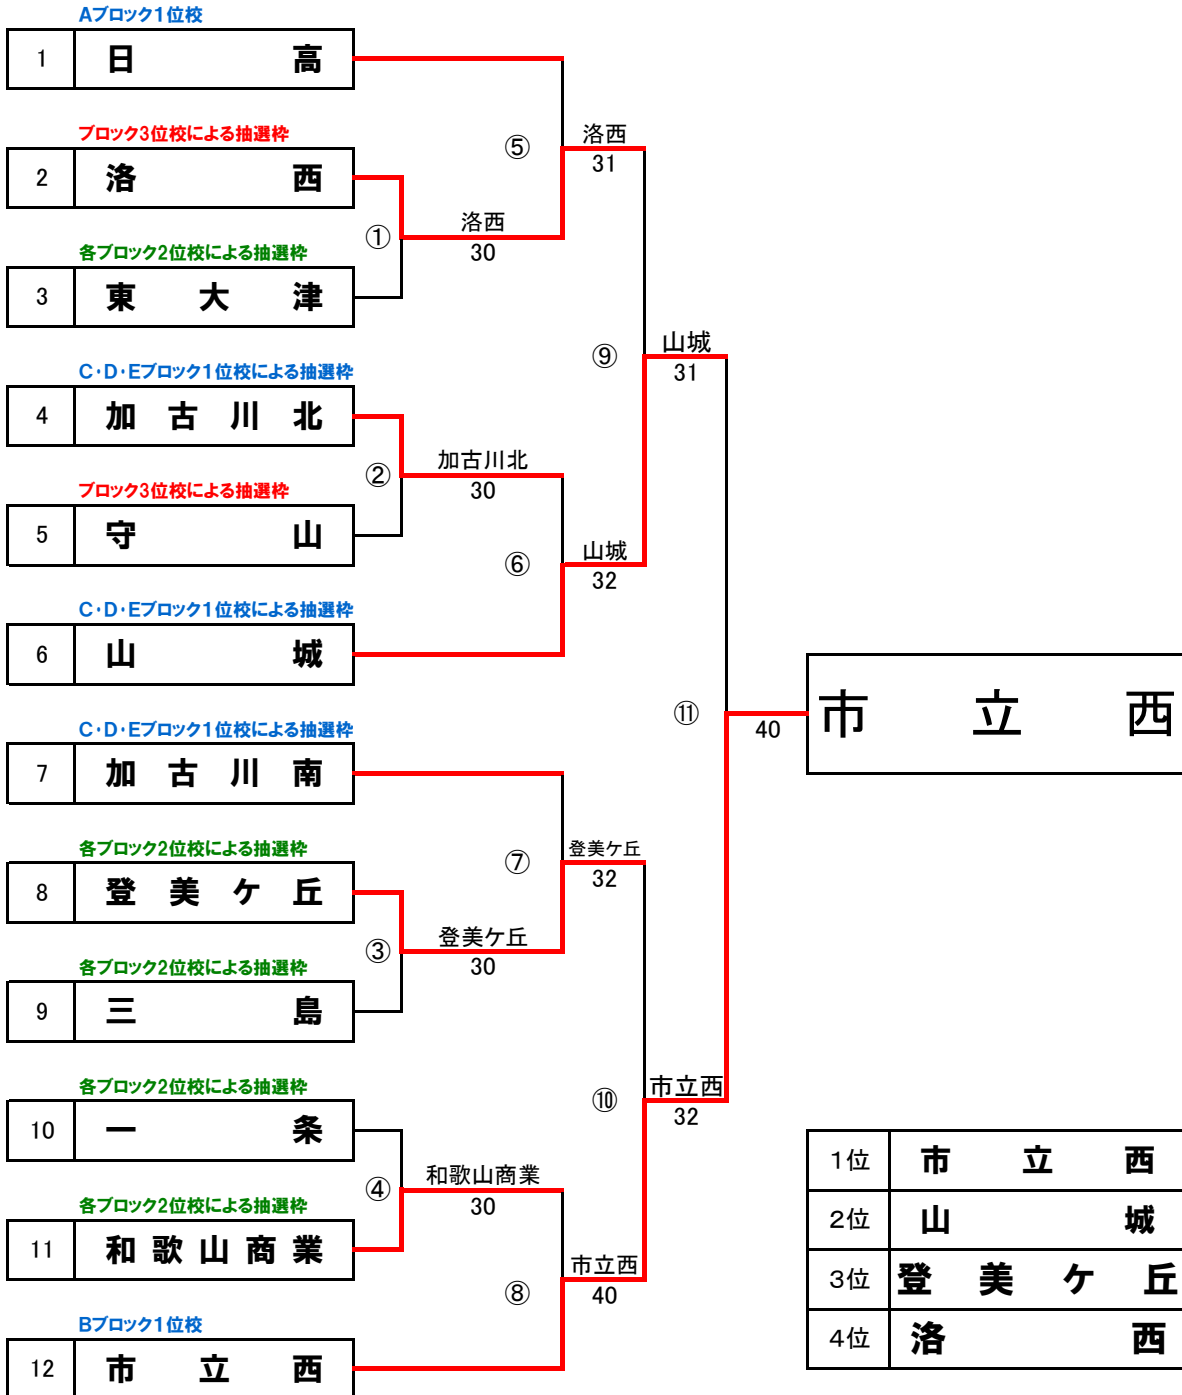 Aブロック1位校
1 日高
ブロック3位校による抽選枠
2 洛西
各ブロック2位校による抽選枠
3 東大津
C・D・Eブロック1位校による抽選枠
4 加古川北
ブロック3位校による抽選枠
5 守山
C・D・Eブロック1位校による抽選枠
6 山城
C・D・Eブロック1位校による抽選枠
7 加古川南
各ブロック2位校による抽選枠
8 登美ケ丘
各ブロック2位校による抽選枠
9 三島
各ブロック2位校による抽選枠
10 一条
各ブロック2位校による抽選枠
11 和歌山商業
Bブロック1位校
12 市立西
①
洛西
30
②
加古川北
30
③
登美ケ丘
30
④
和歌山商業
30
⑤
洛西
31
⑥
山城
32
⑦
登美ケ丘
32
⑧
市立西
40
⑨
山城
31
⑩
市立西
32
⑪
40
市立西
1位 市立西
2位 山城
3位 登美ケ丘
4位 洛西